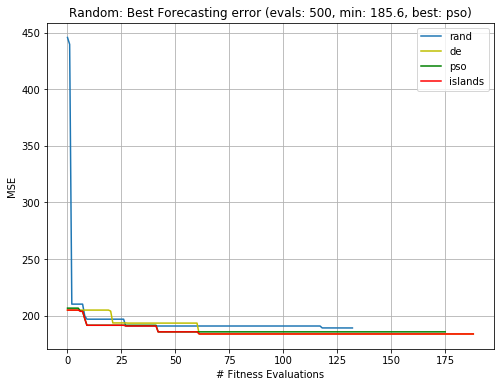 Random: Best Forecasting error (evals: 500, min: 185.6, best: pso)
450
400
350
300
250
200
MSE
rand
de
pso
islands
0 25 50 75 100 125 150 175
# Fitness Evaluations